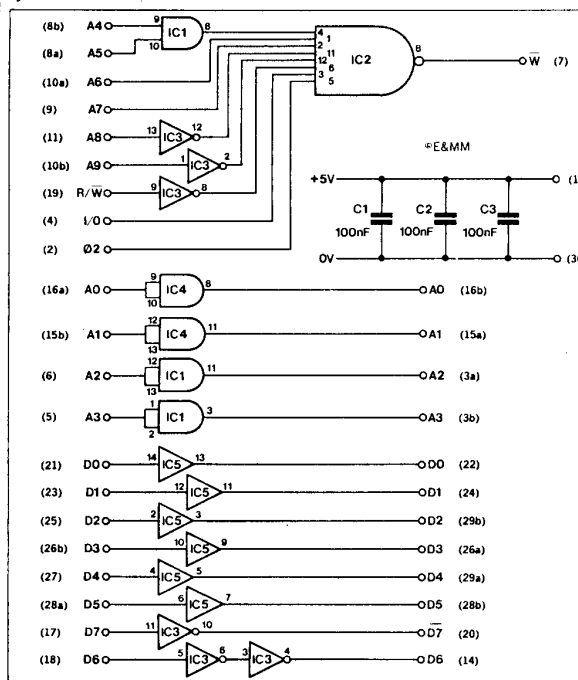 (8b) A4 9 10 IC1 8 4
(8a) A5 1
(10a) A6 2 IC2 8 W̅ (7)
(9) A7 11
(11) A8 13 IC3 12 12
(10b) A9 1 IC3 2 6
(19) R/W̅ 9 IC3 8 3
(4) I/O 5
(2) Ø2
©E&MM
+5V
C1 C2 C3
100nF 100nF 100nF
0V
(16a) A0 9 10 IC4 8 A0 (16b)
(15b) A1 12 13 IC4 11 A1 (15a)
(6) A2 12 13 IC1 11 A2 (3a)
(5) A3 1 2 IC1 3 A3 (3b)
(21) D0 14 IC5 13 D0 (22)
(23) D1 12 IC5 11 D1 (24)
(25) D2 2 IC5 3 D2 (29b)
(26b) D3 10 IC5 9 D3 (26a)
(27) D4 4 IC5 5 D4 (29a)
(28a) D5 6 IC5 7 D5 (28b)
(17) D7 11 IC3 10 D̅7̅ (20)
(18) D6 5 IC3 6 3 IC3 4 D6 (14)